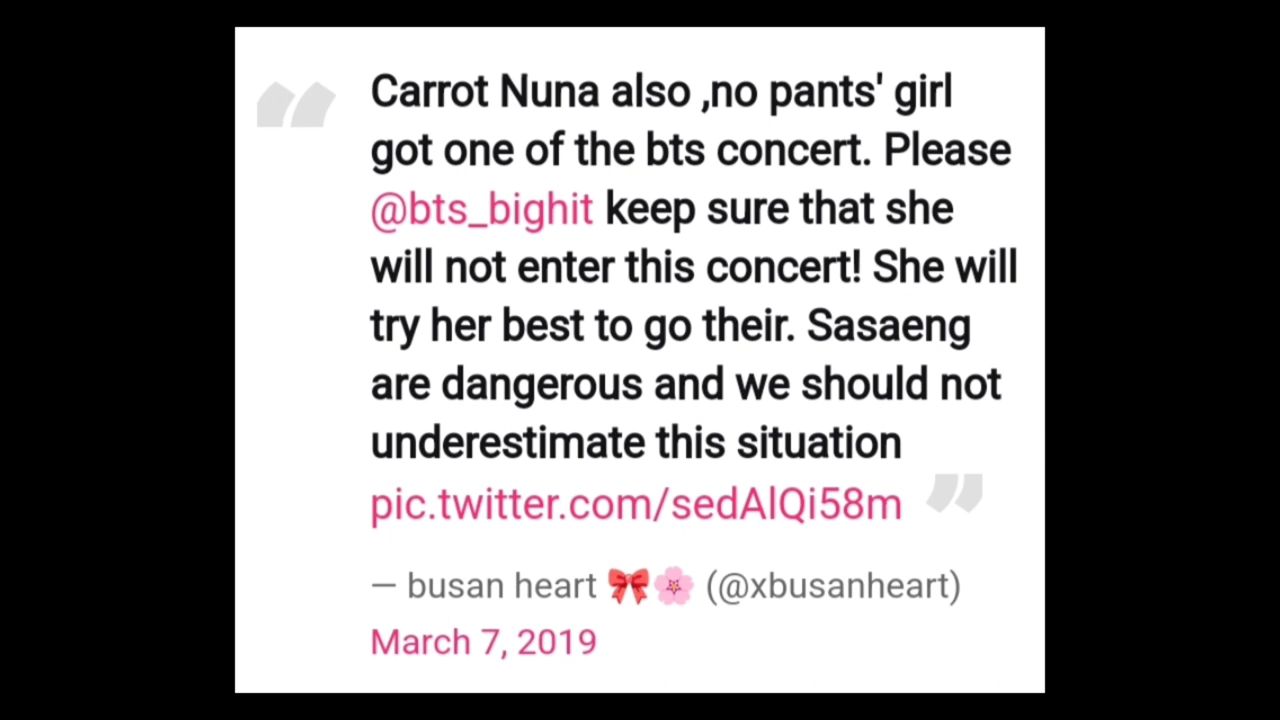 Carrot Nuna also ,no pants' girl
got one of the bts concert. Please
@bts_bighit keep sure that she
will not enter this concert! She will
try her best to go their. Sasaeng
are dangerous and we should not
underestimate this situation
pic.twitter.com/sedAlQi58m
— busan heart 🎀🌸 (@xbusanheart)
March 7, 2019